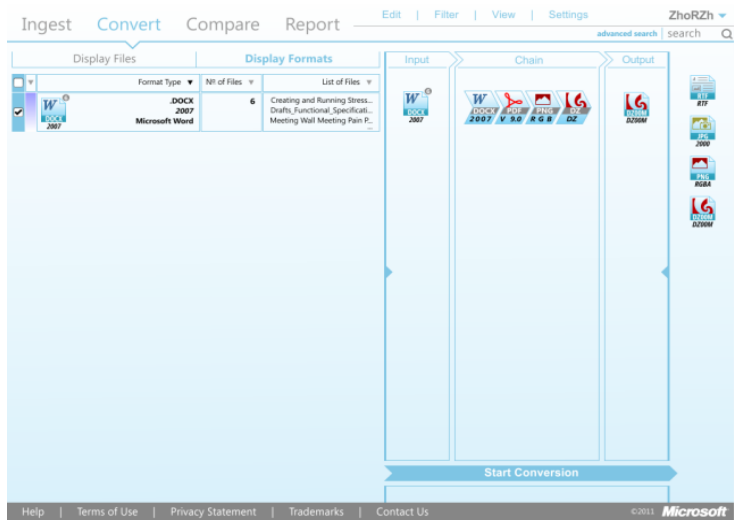 Ingest Convert Compare Report
Edit | Filter | View | Settings
ZhoRZh
advanced search | search
Display Files
Display Formats
Format Type
Nº of Files
List of Files
W
DOCX
2007
.DOCX
2007
Microsoft Word
6
Creating and Running Stress...
Drafts_Functional_Specificati...
Meeting Wall Meeting Pain P...
...
Input
Chain
Output
W
DOCX
2007
W
DOCX
2007
PDF
V 9.0
PNG
R G B
DZ
DZ
DZOOM
DZOOM
RTF
RTF
JPG
2000
PNG
RGBA
DZOOM
DZOOM
Start Conversion
Help | Terms of Use | Privacy Statement | Trademarks | Contact Us
©2011 Microsoft